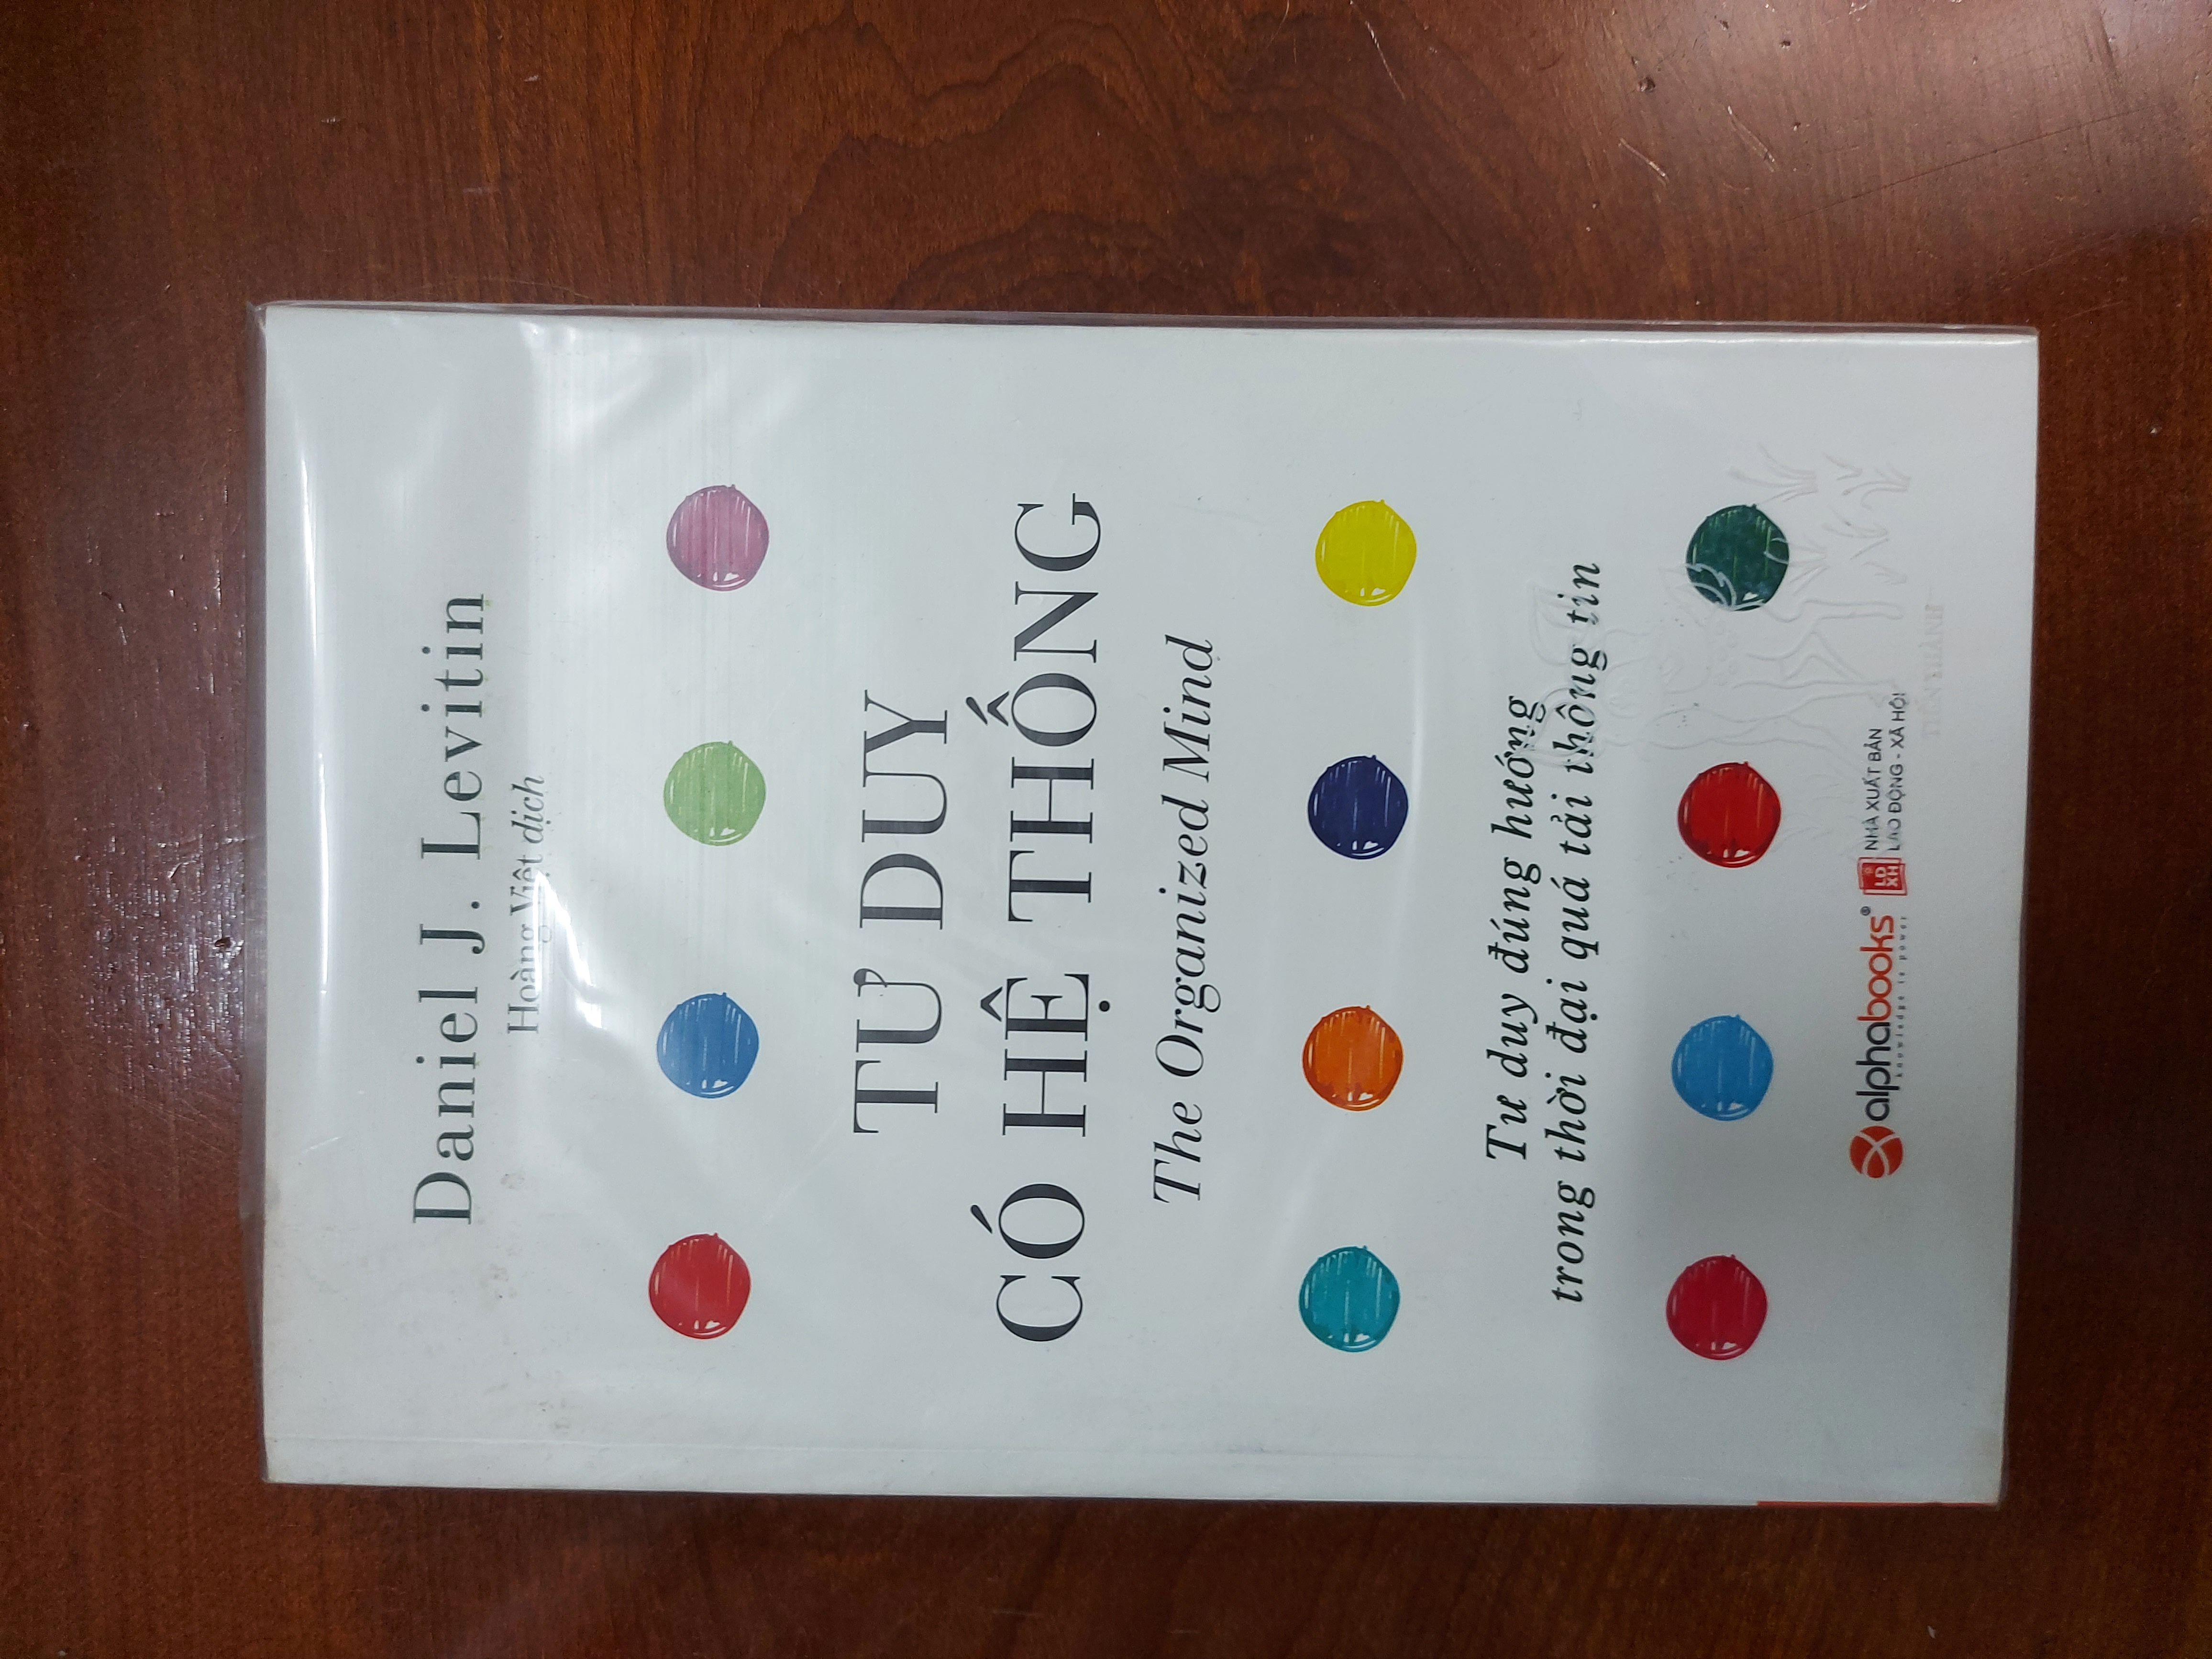 Daniel J. Levitin
Hoàng Việt dịch
TƯ DUY
CÓ HỆ THỐNG
The Organized Mind
Tư duy đúng hướng
trong thời đại quá tải thông tin
alphabooks®
knowledge is power
LĐ
XH
NHÀ XUẤT BẢN
LAO ĐỘNG - XÃ HỘI
TIẾN THÀNH